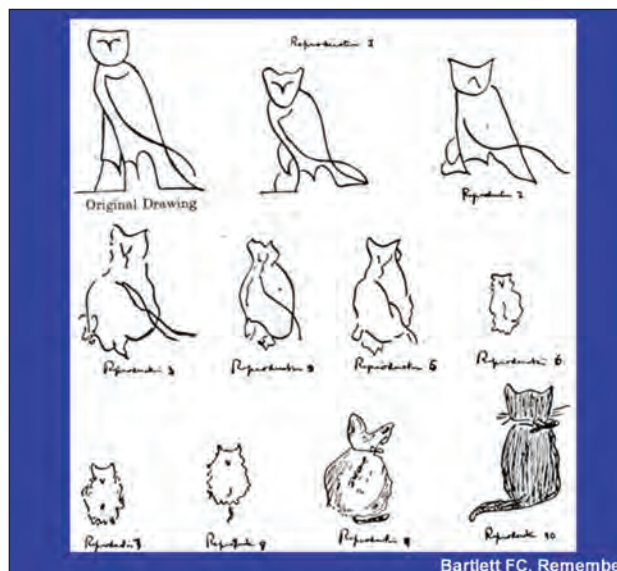 Reproduction 1
Original Drawing
Reproduction 2
Reproduction 3
Reproduction
Reproduction 5
Reproduction 6
Reproduction 7
Reproduction 8
Reproduction 9
Reproduction 10
Bartlett FC, Remembe